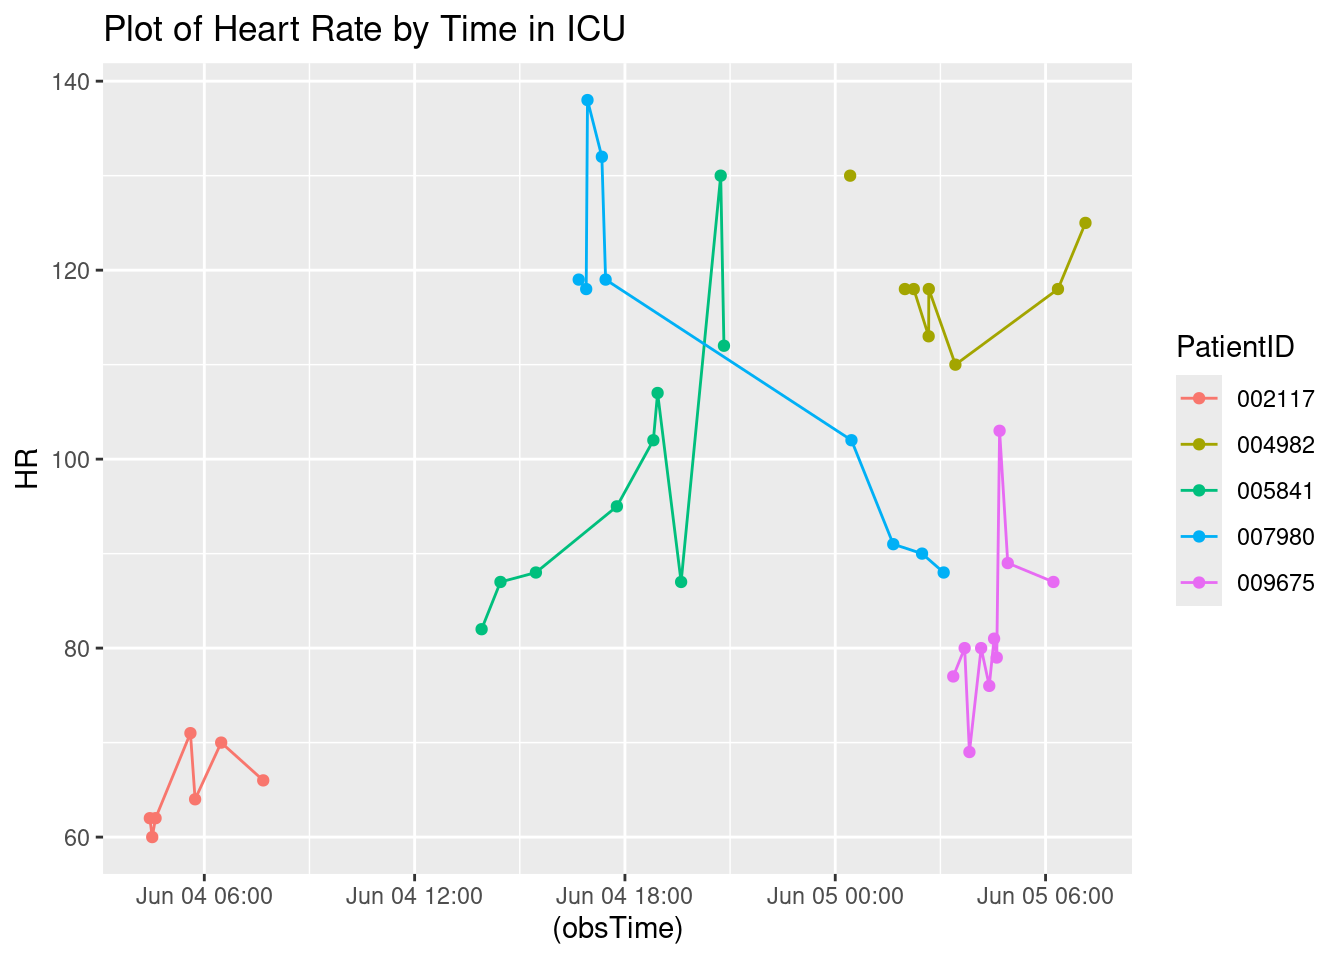 Plot of Heart Rate by Time in ICU
140
120
100
80
60
HR
Jun 04 06:00
Jun 04 12:00
Jun 04 18:00
Jun 05 00:00
Jun 05 06:00
(obsTime)
PatientID
002117
004982
005841
007980
009675